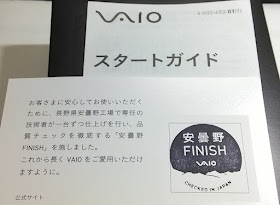 VAIO
スタートガイド
お客さまに安心してお使いいただく
ために、長野県安曇野工場で専任の
技術者が一台ずつ仕上げを行い、品
質チェックを徹底する「安曇野
FINISH」を施しました。
これから長くVAIOをご愛用いただけ
ますように。
公式サイト
安曇野
FINISH
VAIO
CHECKED IN JAPAN